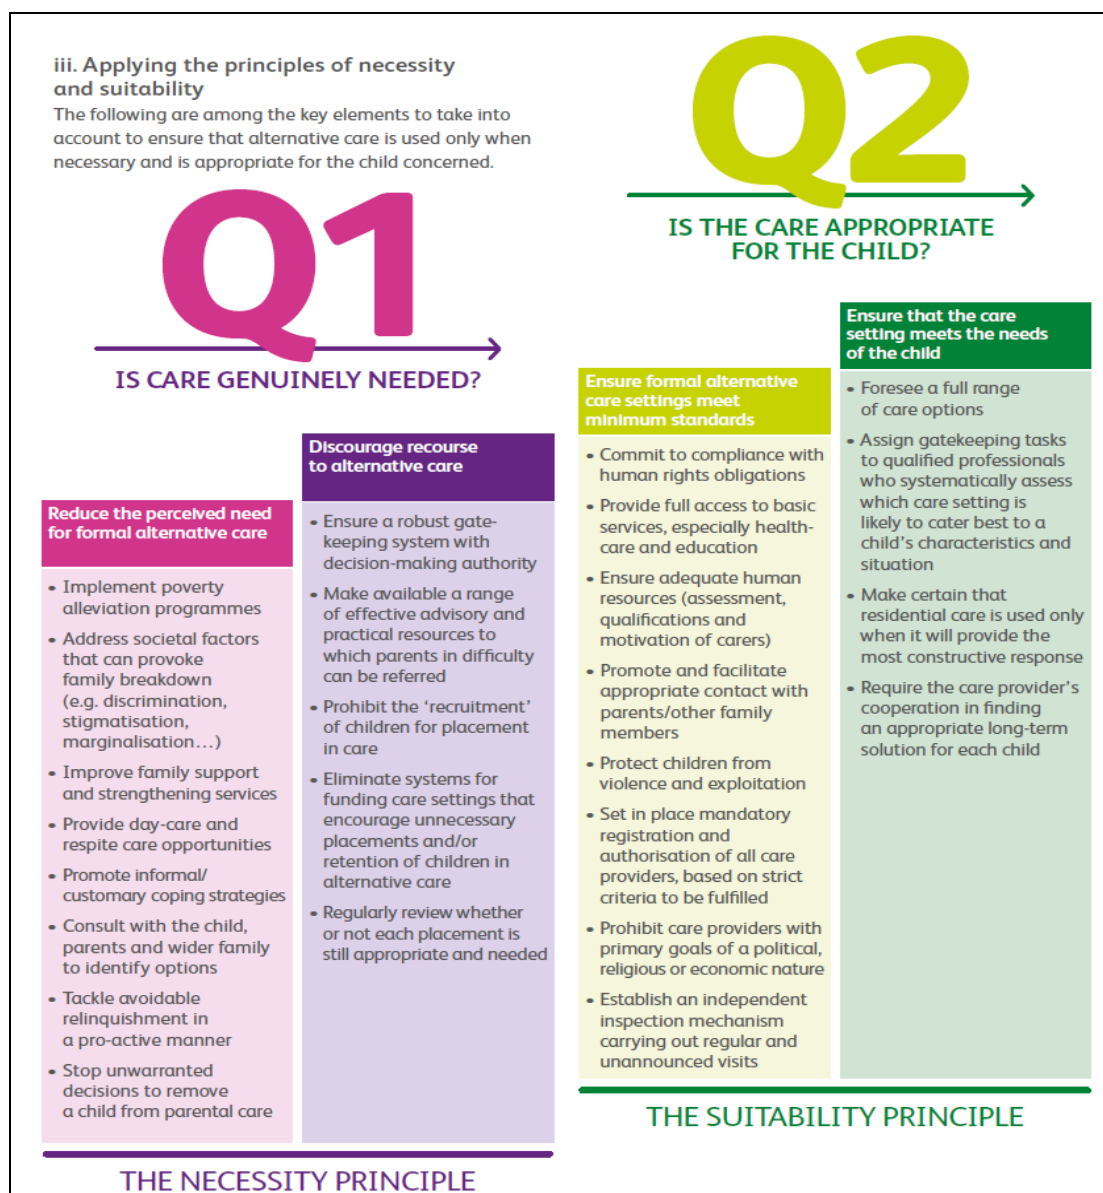 iii. Applying the principles of necessity
and suitability
The following are among the key elements to take into
account to ensure that alternative care is used only when
necessary and is appropriate for the child concerned.
Q1
IS CARE GENUINELY NEEDED?
Reduce the perceived need
for formal alternative care
• Implement poverty
alleviation programmes
• Address societal factors
that can provoke
family breakdown
(e.g. discrimination,
stigmatisation,
marginalisation…)
• Improve family support
and strengthening services
• Provide day-care and
respite care opportunities
• Promote informal/
customary coping strategies
• Consult with the child,
parents and wider family
to identify options
• Tackle avoidable
relinquishment in
a pro-active manner
• Stop unwarranted
decisions to remove
a child from parental care
Discourage recourse
to alternative care
• Ensure a robust gate-
keeping system with
decision-making authority
• Make available a range
of effective advisory and
practical resources to
which parents in difficulty
can be referred
• Prohibit the ‘recruitment’
of children for placement
in care
• Eliminate systems for
funding care settings that
encourage unnecessary
placements and/or
retention of children in
alternative care
• Regularly review whether
or not each placement is
still appropriate and needed
THE NECESSITY PRINCIPLE
Q2
IS THE CARE APPROPRIATE
FOR THE CHILD?
Ensure formal alternative
care settings meet
minimum standards
• Commit to compliance with
human rights obligations
• Provide full access to basic
services, especially health-
care and education
• Ensure adequate human
resources (assessment,
qualifications and
motivation of carers)
• Promote and facilitate
appropriate contact with
parents/other family
members
• Protect children from
violence and exploitation
• Set in place mandatory
registration and
authorisation of all care
providers, based on strict
criteria to be fulfilled
• Prohibit care providers with
primary goals of a political,
religious or economic nature
• Establish an independent
inspection mechanism
carrying out regular and
unannounced visits
Ensure that the care
setting meets the needs
of the child
• Foresee a full range
of care options
• Assign gatekeeping tasks
to qualified professionals
who systematically assess
which care setting is
likely to cater best to a
child’s characteristics and
situation
• Make certain that
residential care is used only
when it will provide the
most constructive response
• Require the care provider’s
cooperation in finding
an appropriate long-term
solution for each child
THE SUITABILITY PRINCIPLE